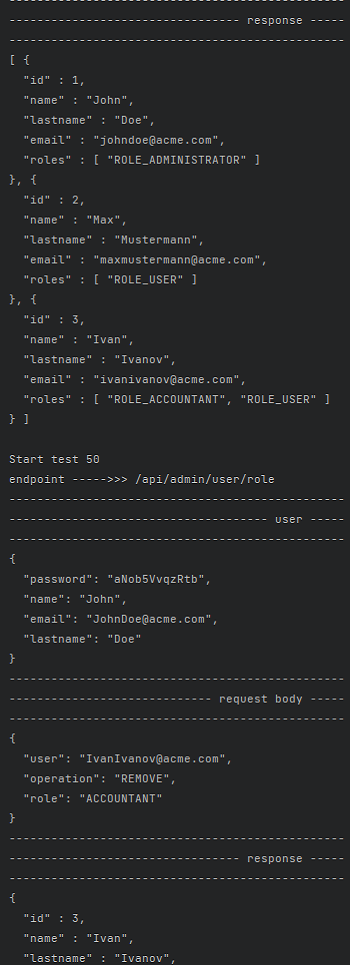 ------------------------------------------------
--------------------------------- response -----
------------------------------------------------
[ {
  "id" : 1,
  "name" : "John",
  "lastname" : "Doe",
  "email" : "johndoe@acme.com",
  "roles" : [ "ROLE_ADMINISTRATOR" ]
}, {
  "id" : 2,
  "name" : "Max",
  "lastname" : "Mustermann",
  "email" : "maxmustermann@acme.com",
  "roles" : [ "ROLE_USER" ]
}, {
  "id" : 3,
  "name" : "Ivan",
  "lastname" : "Ivanov",
  "email" : "ivanivanov@acme.com",
  "roles" : [ "ROLE_ACCOUNTANT", "ROLE_USER" ]
} ]
Start test 50
endpoint ----->>> /api/admin/user/role
------------------------------------------------
------------------------------------- user -----
------------------------------------------------
{
  "password": "aNob5VvqzRtb",
  "name": "John",
  "email": "JohnDoe@acme.com",
  "lastname": "Doe"
}
------------------------------------------------
----------------------------- request body -----
------------------------------------------------
{
  "user": "IvanIvanov@acme.com",
  "operation": "REMOVE",
  "role": "ACCOUNTANT"
}
------------------------------------------------
--------------------------------- response -----
------------------------------------------------
{
  "id" : 3,
  "name" : "Ivan",
  "lastname" : "Ivanov",